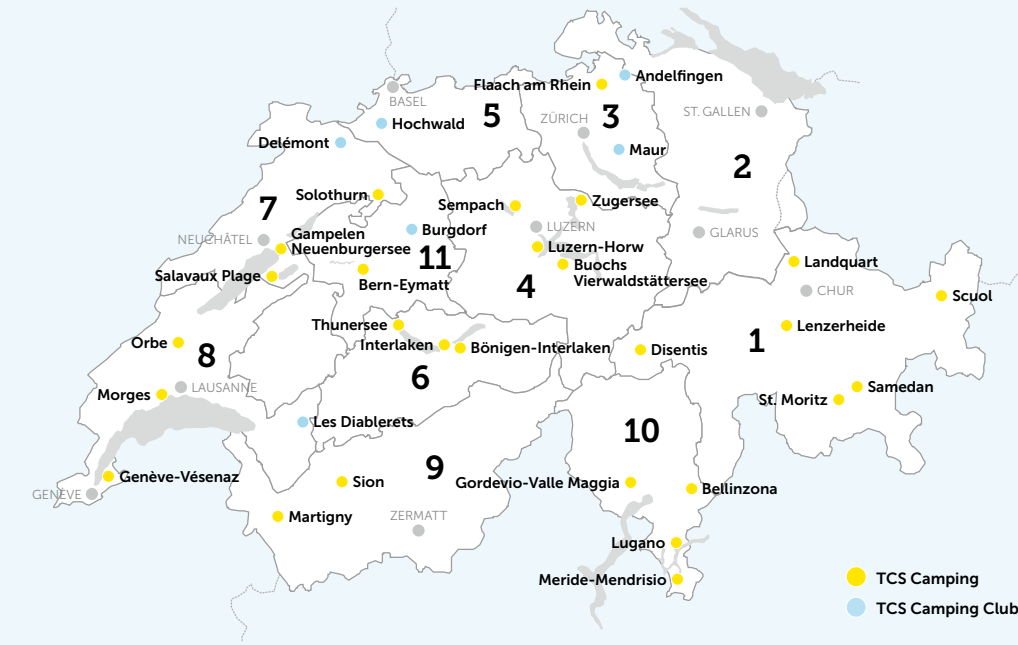 Andelfingen
Flaach am Rhein
BASEL
5
ZÜRICH
3
ST. GALLEN
Hochwald
Delémont
Maur
2
Solothurn
Sempach
Zugersee
7
Gampelen
Neuenburgersee
NEUCHÂTEL
Burgdorf
LUZERN
GLARUS
11
Luzern-Horw
Salavaux Plage
Bern-Eymatt
4
Buochs
Vierwaldstättersee
Landquart
CHUR
Scuol
Thunersee
Lenzerheide
Orbe
8
Interlaken
Bönigen-Interlaken
Disentis
1
6
LAUSANNE
Morges
Samedan
St. Moritz
Les Diablerets
10
9
Genève-Vésenaz
GENÈVE
Sion
Gordevio-Valle Maggia
Bellinzona
Martigny
ZERMATT
Lugano
Meride-Mendrisio
TCS Camping
TCS Camping Club